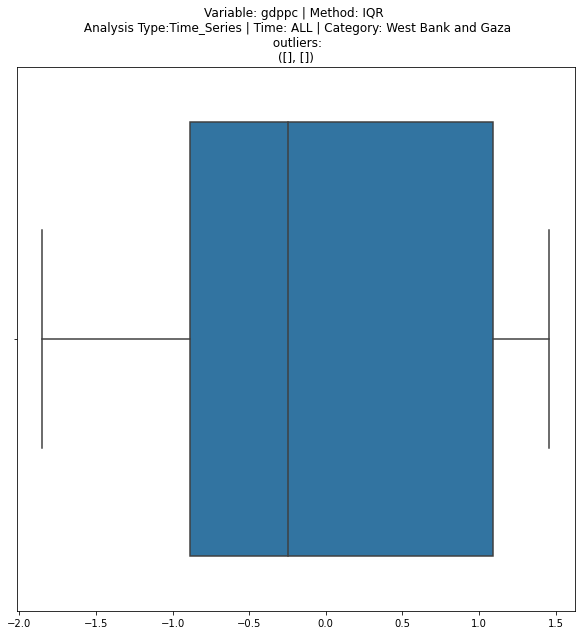 Variable: gdppc | Method: IQR
Analysis Type:Time_Series | Time: ALL | Category: West Bank and Gaza
outliers:
([], [])
−2.0 −1.5 −1.0 −0.5 0.0 0.5 1.0 1.5